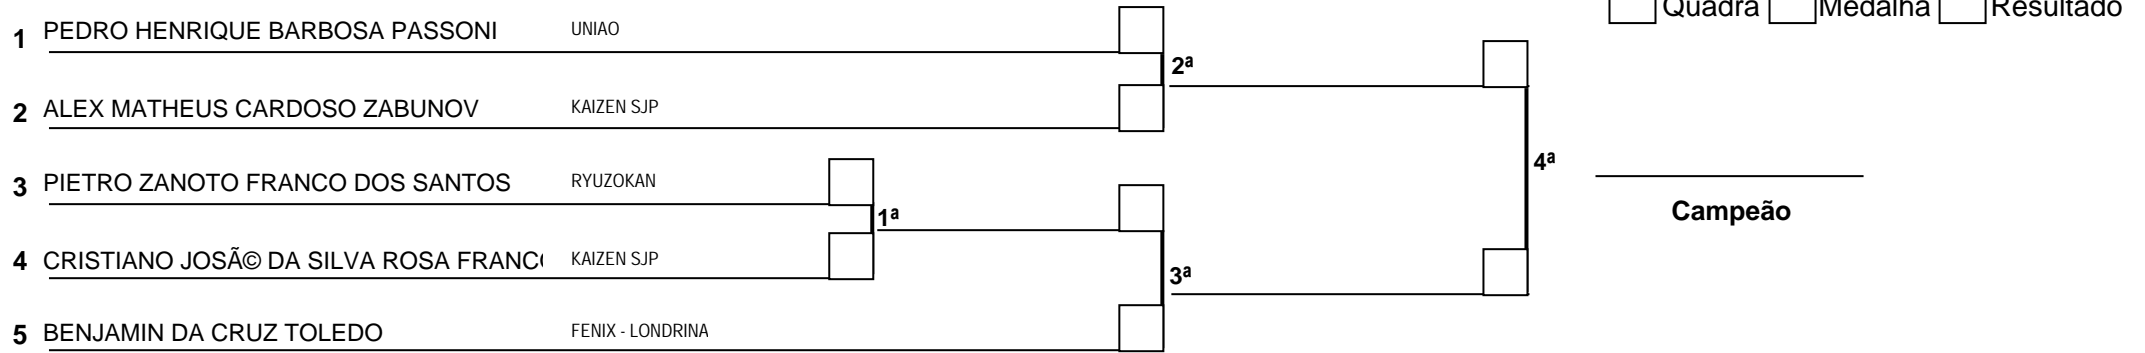 Quadra Medalha Resultado
1 PEDRO HENRIQUE BARBOSA PASSONI UNIAO
2ª
2 ALEX MATHEUS CARDOSO ZABUNOV KAIZEN SJP
4ª
3 PIETRO ZANOTO FRANCO DOS SANTOS RYUZOKAN
1ª
Campeão
4 CRISTIANO JOSÃ© DA SILVA ROSA FRANC KAIZEN SJP
3ª
5 BENJAMIN DA CRUZ TOLEDO FENIX - LONDRINA